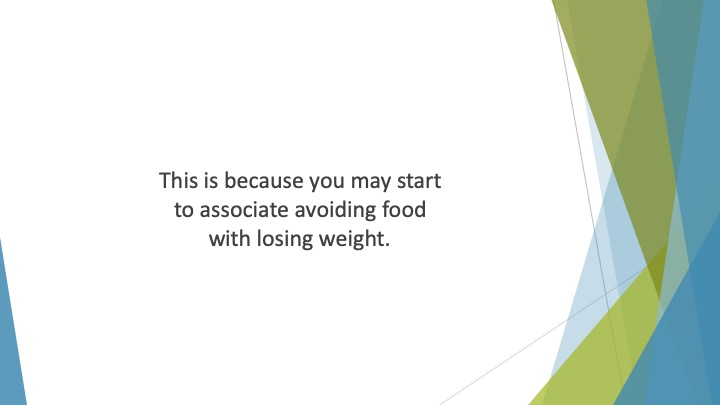 This is because you may start
to associate avoiding food
with losing weight.